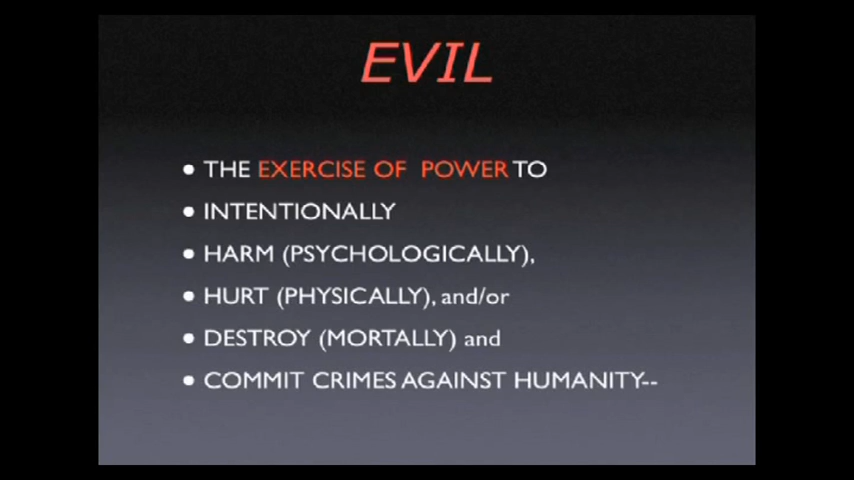 EVIL
• THE EXERCISE OF POWER TO
• INTENTIONALLY
• HARM (PSYCHOLOGICALLY),
• HURT (PHYSICALLY), and/or
• DESTROY (MORTALLY) and
• COMMIT CRIMES AGAINST HUMANITY--